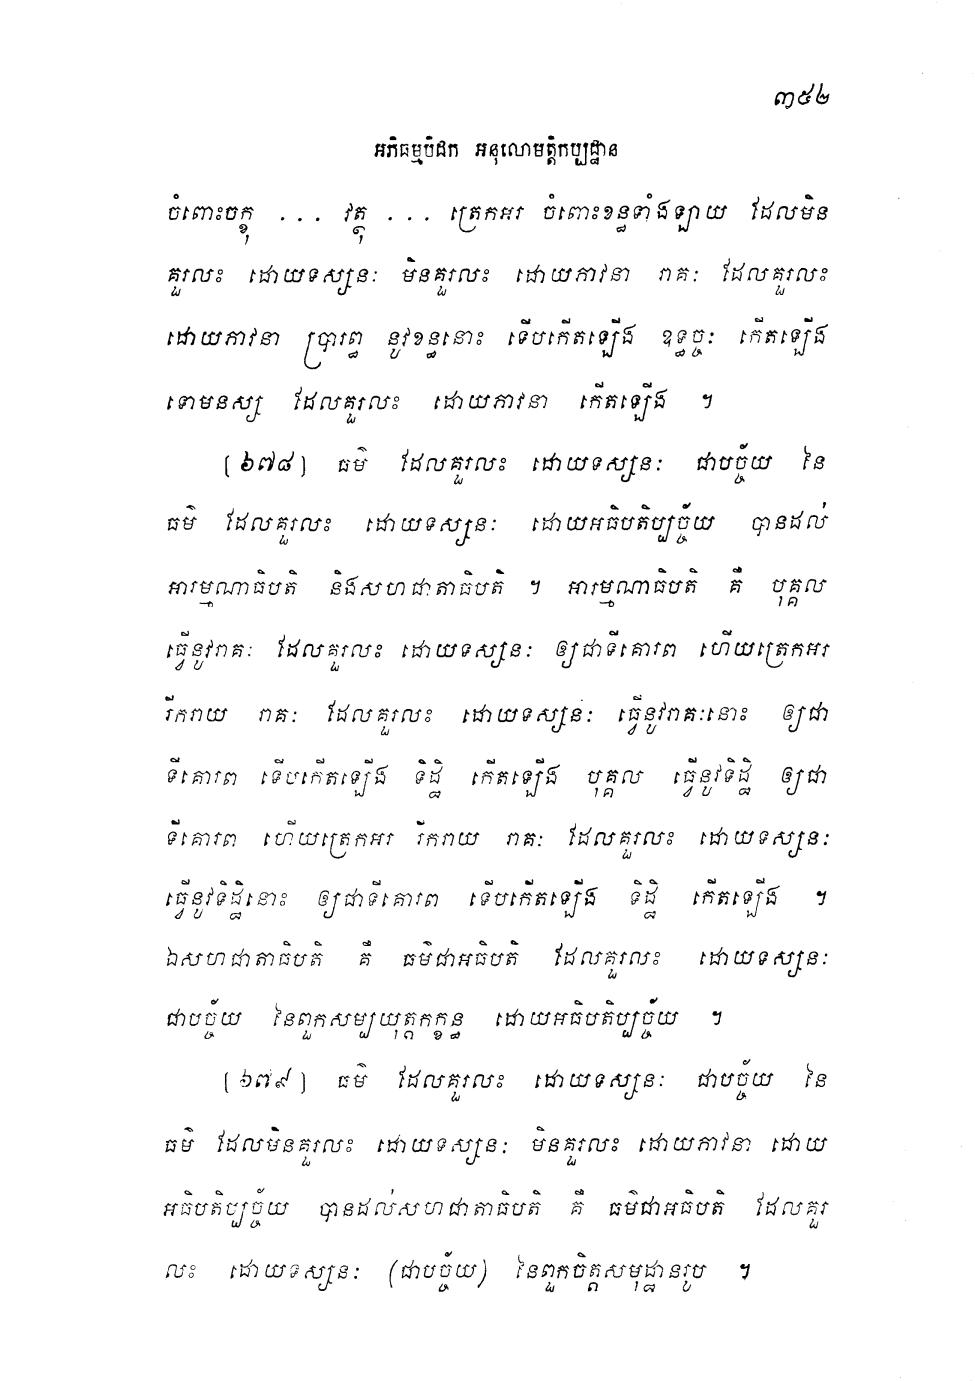 ៣៥២
អភិធម្មបិដក អនុលោមត្តិកប្បដ្ឋាន
ចំពោះចក្ខុ ... វត្ថុ ... ត្រេកអរ ចំពោះខន្ធទាំងឡាយ ដែលមិន
គួរលះ ដោយទស្សនៈ មិនគួរលះ ដោយភាវនា រាគៈ ដែលគួរលះ
ដោយភាវនា ប្រារព្ធ នូវខន្ធនោះ ទើបកើតឡើង ឧទ្ធច្ចៈ កើតឡើង
ទោមនស្ស ដែលគួរលះ ដោយភាវនា កើតឡើង ។
[៦៧៨] ធម៌ ដែលគួរលះ ដោយទស្សនៈ ជាបច្ច័យ នៃ
ធម៌ ដែលគួរលះ ដោយទស្សនៈ ដោយអធិបតិប្បច្ច័យ បានដល់
អារម្មណាធិបតិ និងសហជាតាធិបតិ ។ អារម្មណាធិបតិ គឺ បុគ្គល
ធ្វើនូវរាគៈ ដែលគួរលះ ដោយទស្សនៈ ឲ្យជាទីគោរព ហើយត្រេកអរ
រីករាយ រាគៈ ដែលគួរលះ ដោយទស្សនៈ ធ្វើនូវរាគៈនោះ ឲ្យជា
ទីគោរព ទើបកើតឡើង ទិដ្ឋិ កើតឡើង បុគ្គល ធ្វើនូវទិដ្ឋិ ឲ្យជា
ទីគោរព ហើយត្រេកអរ រីករាយ រាគៈ ដែលគួរលះ ដោយទស្សនៈ
ធ្វើនូវទិដ្ឋិនោះ ឲ្យជាទីគោរព ទើបកើតឡើង ទិដ្ឋិ កើតឡើង ។
ឯសហជាតាធិបតិ គឺ ធម៌ជាអធិបតិ ដែលគួរលះ ដោយទស្សនៈ
ជាបច្ច័យ នៃពួកសម្បយុត្តកក្ខន្ធ ដោយអធិបតិប្បច្ច័យ ។
[៦៧៩] ធម៌ ដែលគួរលះ ដោយទស្សនៈ ជាបច្ច័យ នៃ
ធម៌ ដែលមិនគួរលះ ដោយទស្សនៈ មិនគួរលះ ដោយភាវនា ដោយ
អធិបតិប្បច្ច័យ បានដល់សហជាតាធិបតិ គឺ ធម៌ជាអធិបតិ ដែលគួរ
លះ ដោយទស្សនៈ (ជាបច្ច័យ) នៃពួកចិត្តសមុដ្ឋានរូប ។